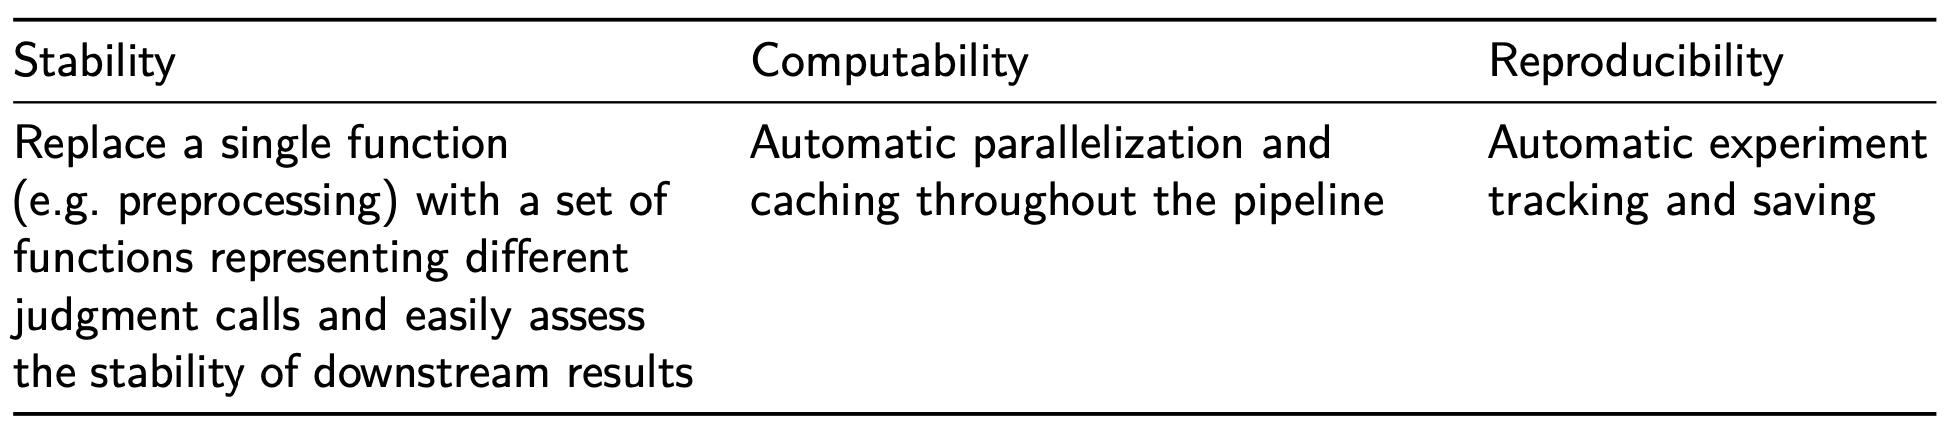 Stability
Computability
Reproducibility
Replace a single function
(e.g. preprocessing) with a set of
functions representing different
judgment calls and easily assess
the stability of downstream results
Automatic parallelization and
caching throughout the pipeline
Automatic experiment
tracking and saving